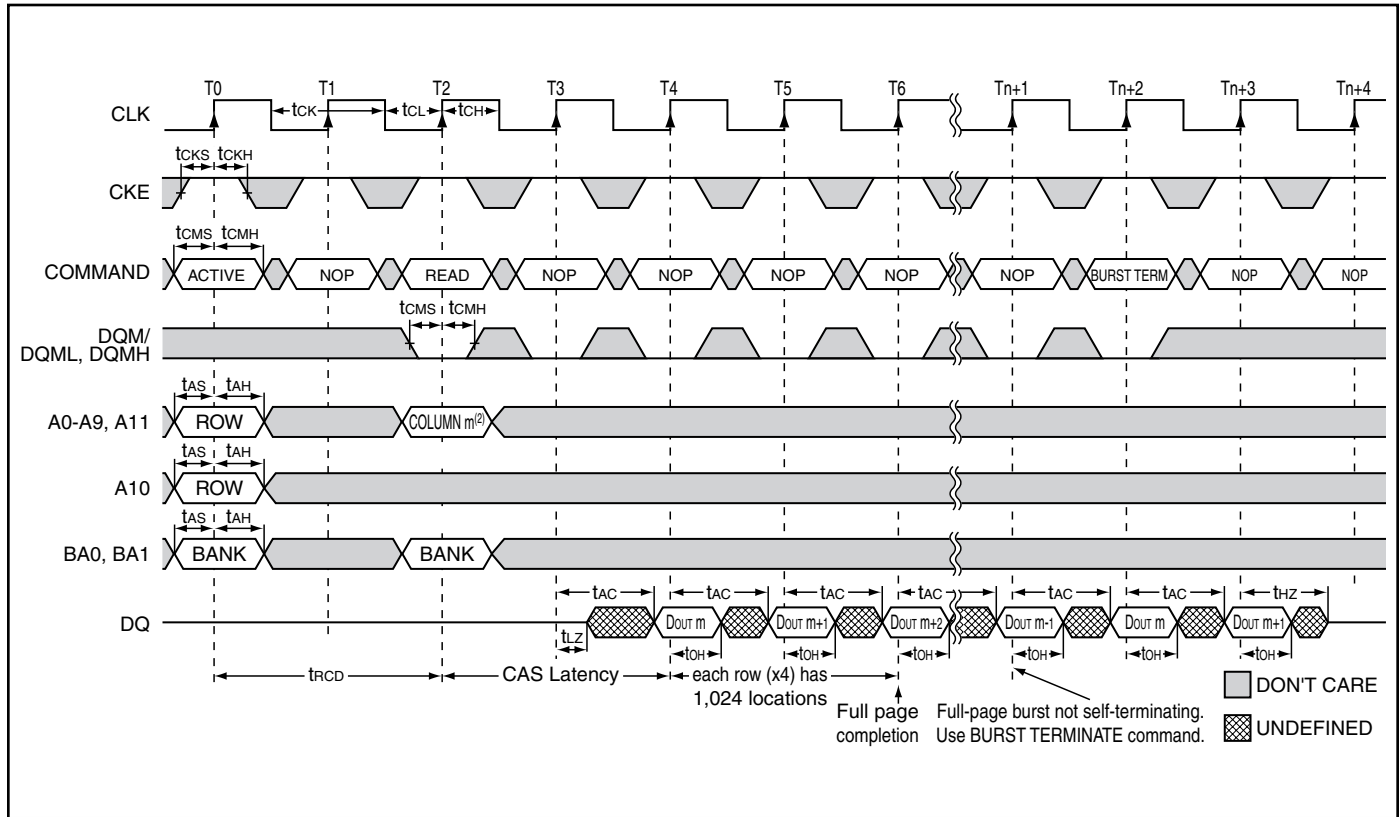 T0 T1 T2 T3 T4 T5 T6 Tn+1 Tn+2 Tn+3 Tn+4
CLK tCK tCL tCH
tCKS tCKH
CKE
tCMS tCMH
COMMAND ACTIVE NOP READ NOP NOP NOP NOP NOP BURST TERM NOP NOP
tCMS tCMH
DQM/
DQML, DQMH
tAS tAH
A0-A9, A11 ROW COLUMN m(2)
tAS tAH
A10 ROW
tAS tAH
BA0, BA1 BANK BANK
tAC tAC tAC tAC tAC tAC tHZ
DQ DOUT m DOUT m+1 DOUT m+2 DOUT m-1 DOUT m DOUT m+1
tLZ tOH tOH tOH tOH tOH tOH
tRCD CAS Latency each row (x4) has
1,024 locations
Full page
completion
Full-page burst not self-terminating.
Use BURST TERMINATE command.
DON'T CARE
UNDEFINED